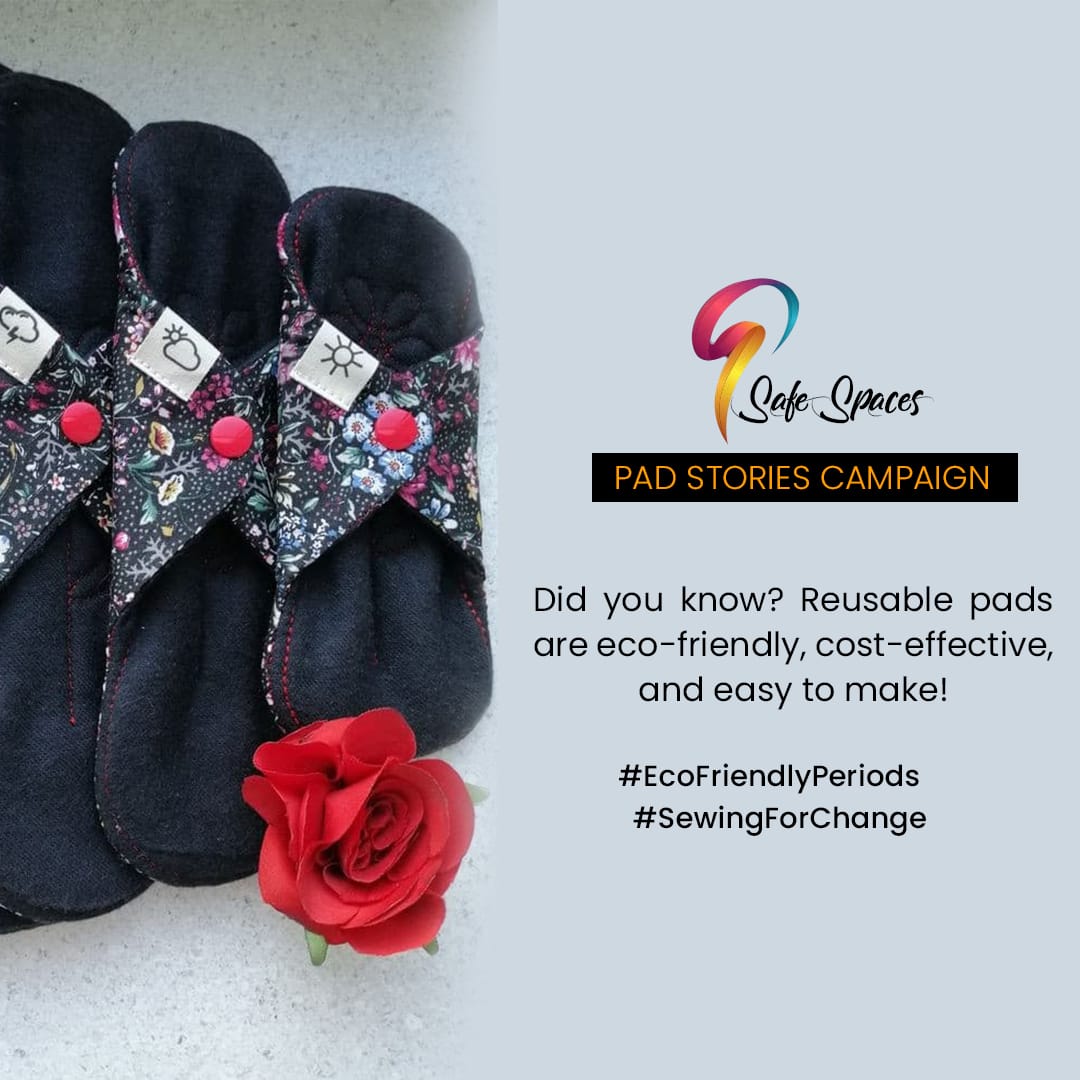 Safe Spaces
PAD STORIES CAMPAIGN
Did you know? Reusable pads
are eco-friendly, cost-effective,
and easy to make!
#EcoFriendlyPeriods
#SewingForChange